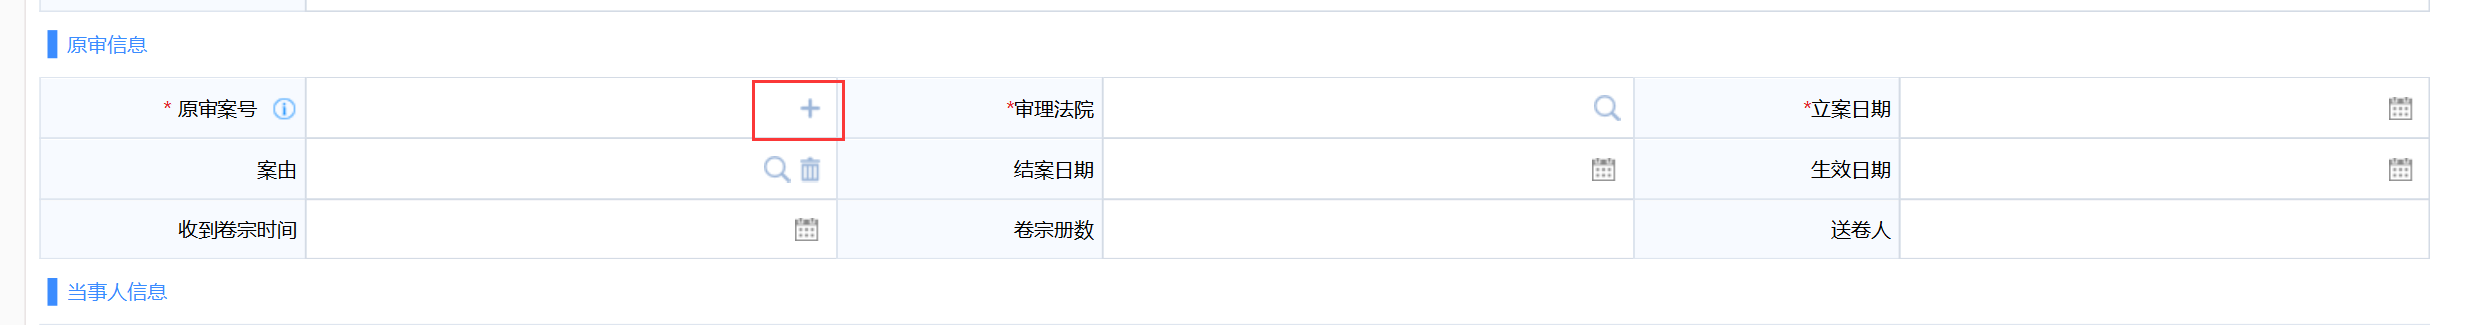 原审信息
* 原审案号 *审理法院 *立案日期
案由 结案日期 生效日期
收到卷宗时间 卷宗册数 送卷人
当事人信息